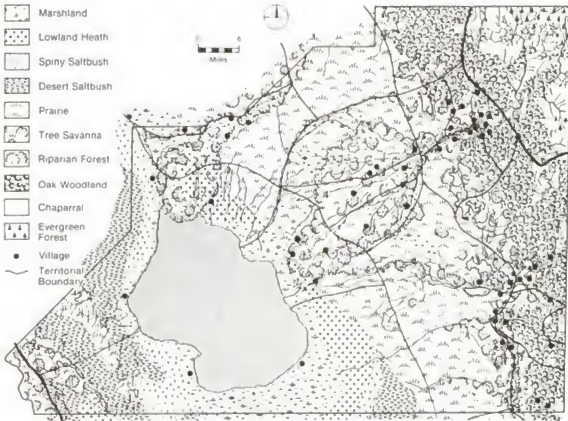 Marshland
Lowland Heath
Spiny Saltbush
Desert Saltbush
Prairie
Tree Savanna
Riparian Forest
Oak Woodland
Chaparral
Evergreen
Forest
Village
Territorial
Boundary
6
Miles